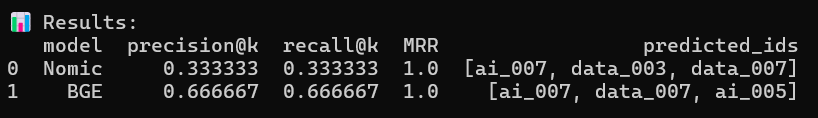 📊 Results:
model precision@k recall@k MRR predicted_ids
0 Nomic 0.333333 0.333333 1.0 [ai_007, data_003, data_007]
1 BGE 0.666667 0.666667 1.0 [ai_007, data_007, ai_005]